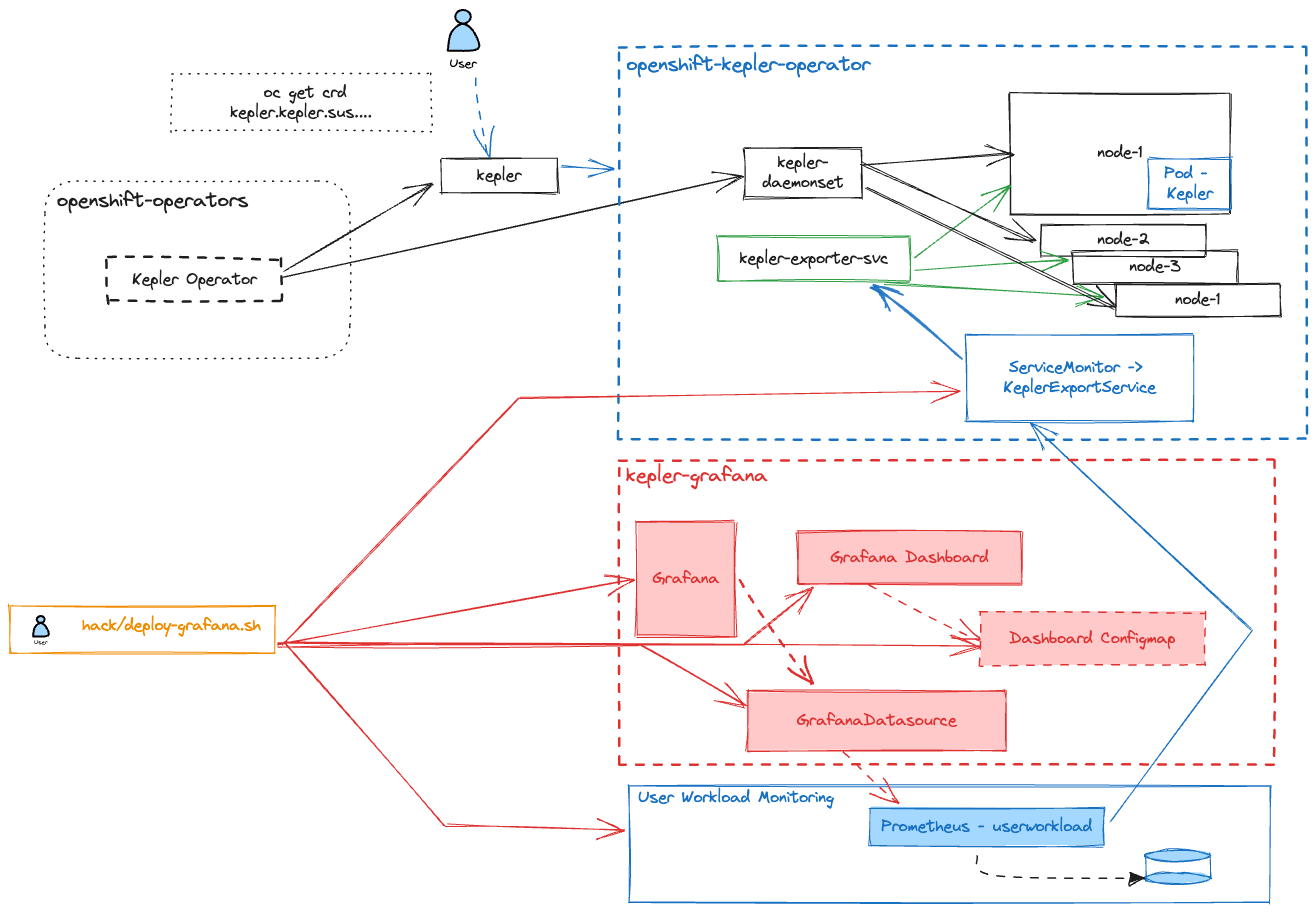 User
oc get crd
kepler.kepler.sus....
kepler
openshift-operators
Kepler Operator
openshift-kepler-operator
kepler-
daemonset
node-1
Pod -
Kepler
node-2
node-3
node-1
kepler-exporter-svc
ServiceMonitor ->
KeplerExportService
kepler-grafana
Grafana
Grafana Dashboard
Dashboard Configmap
GrafanaDatasource
hack/deploy-grafana.sh
User
User Workload Monitoring
Prometheus - userworkload